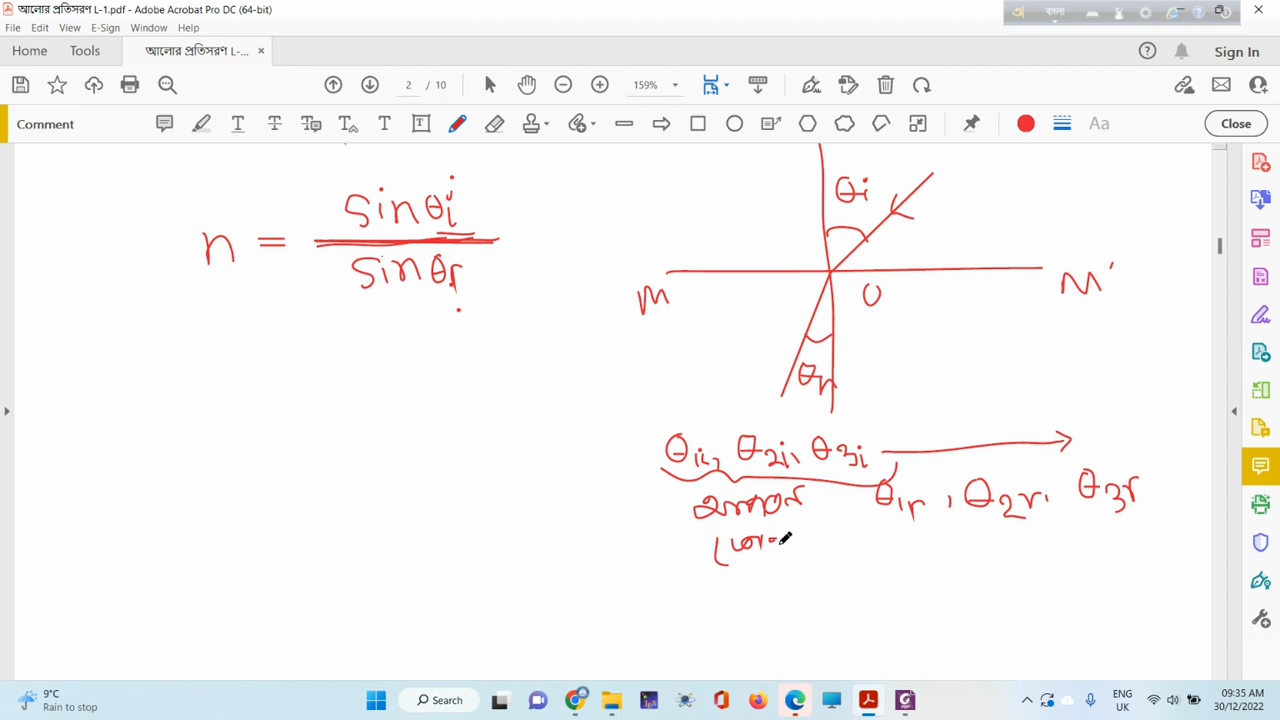 আলোর প্রতিসরণ L-1.pdf - Adobe Acrobat Pro DC (64-bit)
বাংলা
File Edit View E-Sign Window Help
Home Tools আলোর প্রতিসরণ L-... × Sign In
2 / 10 159%
Comment T T T Aa Close
n = sinθi / sinθr
θi
M O M'
θr
θ1i, θ2i, θ3i
θ1r, θ2r, θ3r
9°C
Rain to stop
Search
ENG
UK
09:35 AM
30/12/2022